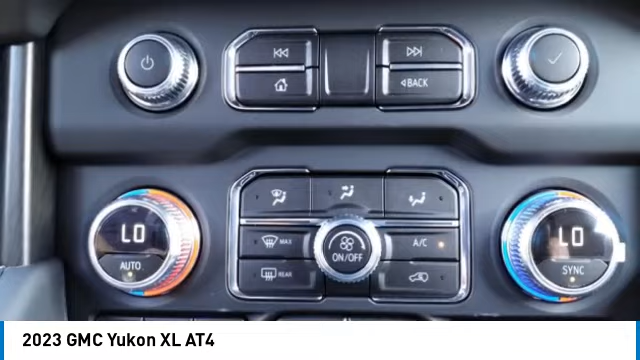 BACK
LO
AUTO
MAX
REAR
ON/OFF
A/C
LO
SYNC
2023 GMC Yukon XL AT4